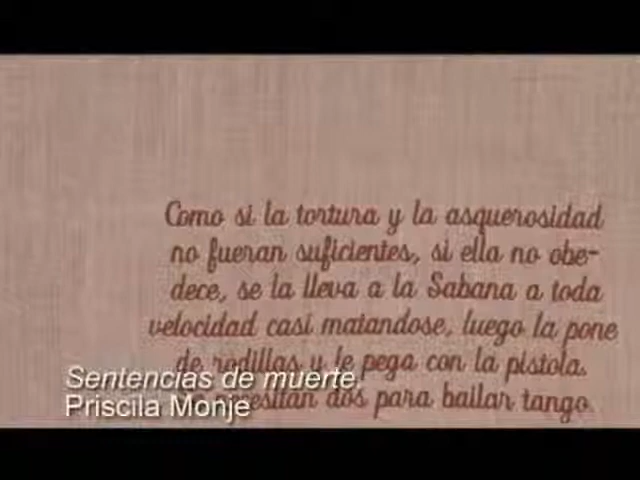 Como si la tortura y la asquerosidad
no fueran suficientes, si ella no obe-
dece, se la lleva a la Sabana a toda
velocidad casi matandose, luego la pone
de rodillas y le pega con la pistola.
dos para bailar tango.
Sentencias de muerte.
Priscila Monje